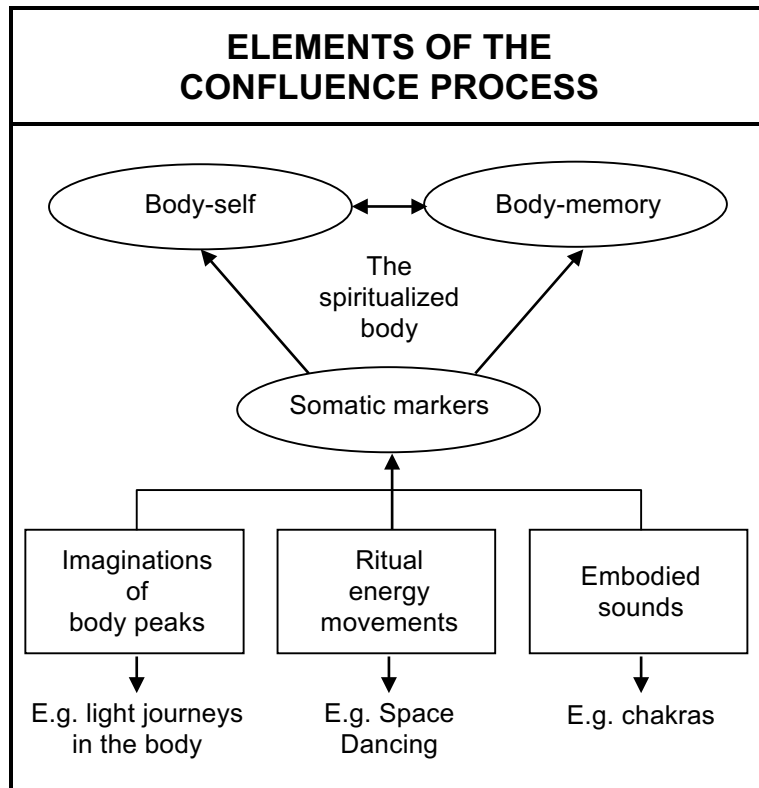 ELEMENTS OF THE
CONFLUENCE PROCESS
Body-self
Body-memory
The
spiritualized
body
Somatic markers
Imaginations
of
body peaks
Ritual
energy
movements
Embodied
sounds
E.g. light journeys
in the body
E.g. Space
Dancing
E.g. chakras